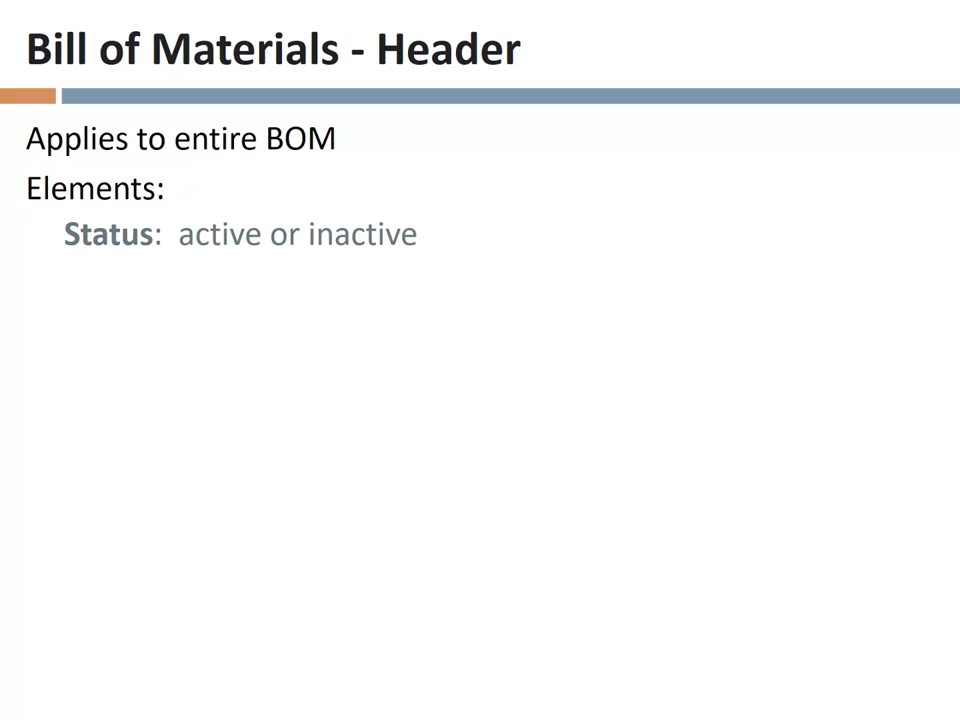 Bill of Materials - Header
Applies to entire BOM
Elements:
Status: active or inactive